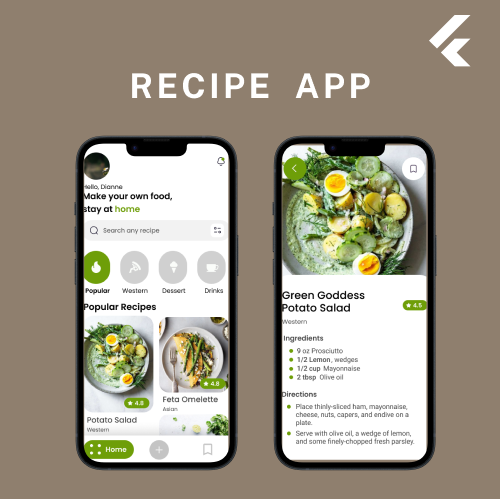 RECIPE APP
Hello, Dianne
Make your own food,
stay at home
Search any recipe
Popular
Western
Dessert
Drinks
Popular Recipes
4.8
Potato Salad
Western
4.8
Feta Omelette
Asian
Home
Green Goddess
Potato Salad
4.5
Western
Ingredients
9 oz Prosciutto
1/2 Lemon, wedges
1/2 cup Mayonnaise
2 tbsp Olive oil
Directions
Place thinly-sliced ham, mayonnaise,
cheese, nuts, capers, and endive on a
plate.
Serve with olive oil, a wedge of lemon,
and some finely-chopped fresh parsley.